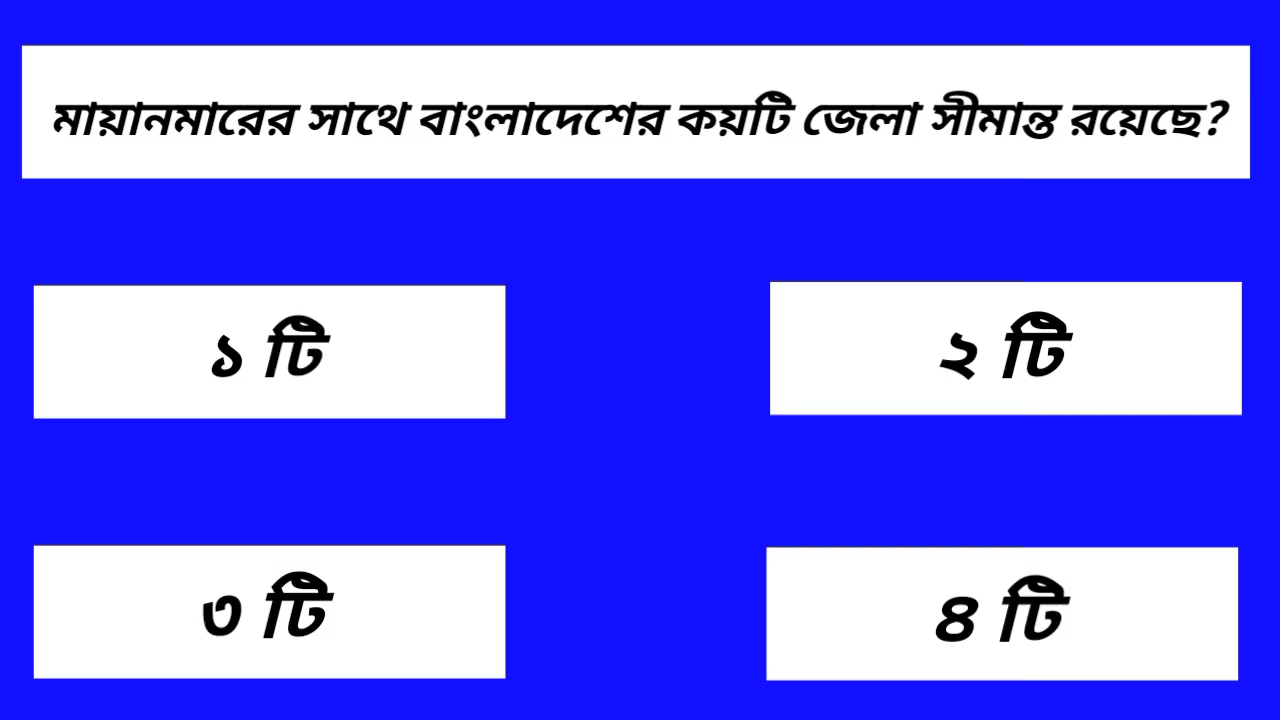 মায়ানমারের সাথে বাংলাদেশের কয়টি জেলা সীমান্ত রয়েছে?
১ টি
২ টি
৩ টি
৪ টি